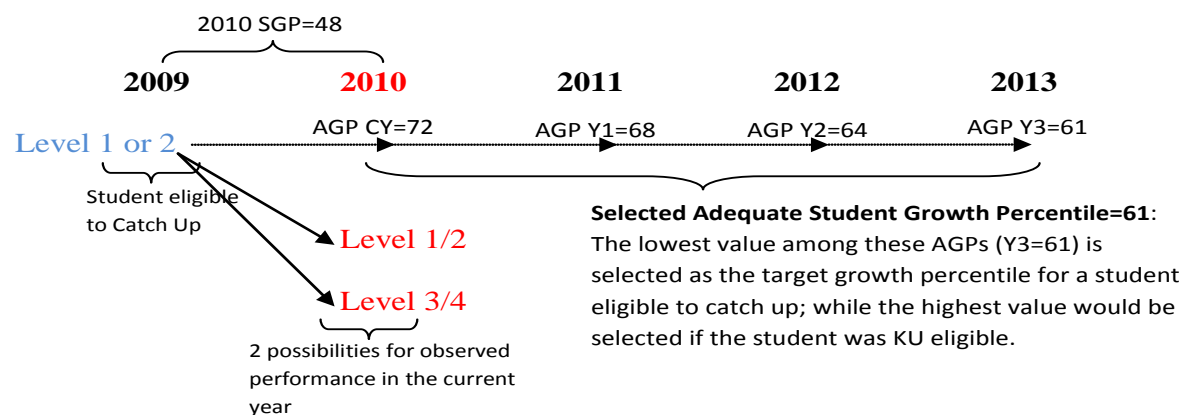 2010 SGP=48
2009 2010 2011 2012 2013
AGP CY=72 AGP Y1=68 AGP Y2=64 AGP Y3=61
Level 1 or 2
Student eligible
to Catch Up
Level 1/2
Level 3/4
2 possibilities for observed
performance in the current
year
Selected Adequate Student Growth Percentile=61:
The lowest value among these AGPs (Y3=61) is
selected as the target growth percentile for a student
eligible to catch up; while the highest value would be
selected if the student was KU eligible.